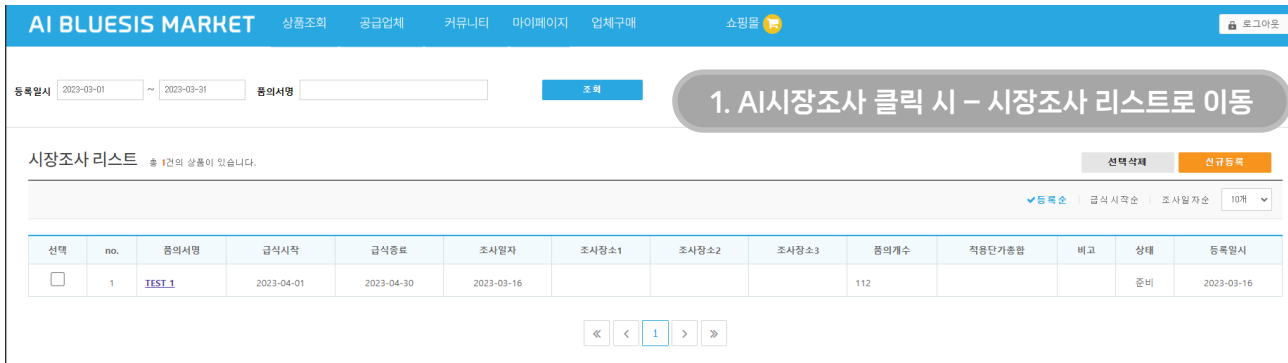 AI BLUESIS MARKET 상품조회 공급업체 커뮤니티 마이페이지 업체구매 쇼핑몰 로그아웃
등록일시 2023-03-01 ~ 2023-03-31 품의서명 조회
1. AI시장조사 클릭 시 – 시장조사 리스트로 이동
시장조사 리스트 총 1건의 상품이 있습니다. 선택삭제 신규등록
✔등록순 | 급식시작순 | 조사일자순 10개
선택 no. 품의서명 급식시작 급식종료 조사일자 조사장소1 조사장소2 조사장소3 품의개수 적용단가총합 비고 상태 등록일시
1 TEST 1 2023-04-01 2023-04-30 2023-03-16 112 준비 2023-03-16
« < 1 > »